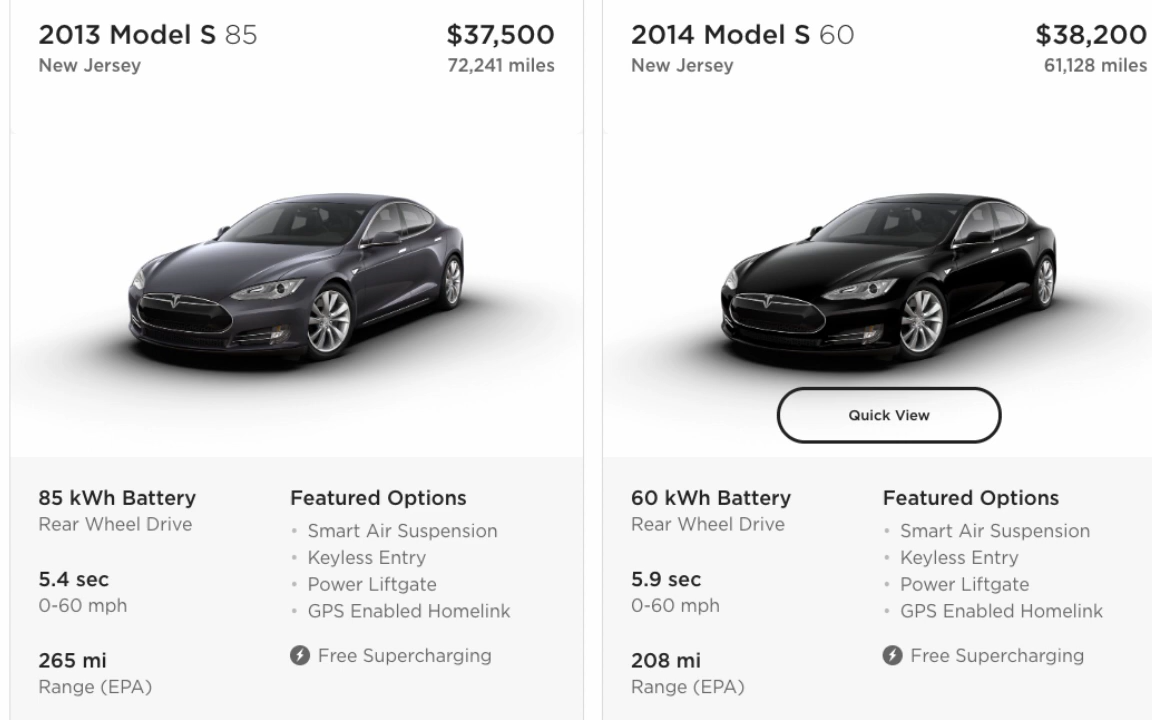 2013 Model S 85
$37,500
New Jersey
72,241 miles
85 kWh Battery
Rear Wheel Drive
5.4 sec
0-60 mph
265 mi
Range (EPA)
Featured Options
• Smart Air Suspension
• Keyless Entry
• Power Liftgate
• GPS Enabled Homelink
Free Supercharging
2014 Model S 60
$38,200
New Jersey
61,128 miles
Quick View
60 kWh Battery
Rear Wheel Drive
5.9 sec
0-60 mph
208 mi
Range (EPA)
Featured Options
• Smart Air Suspension
• Keyless Entry
• Power Liftgate
• GPS Enabled Homelink
Free Supercharging